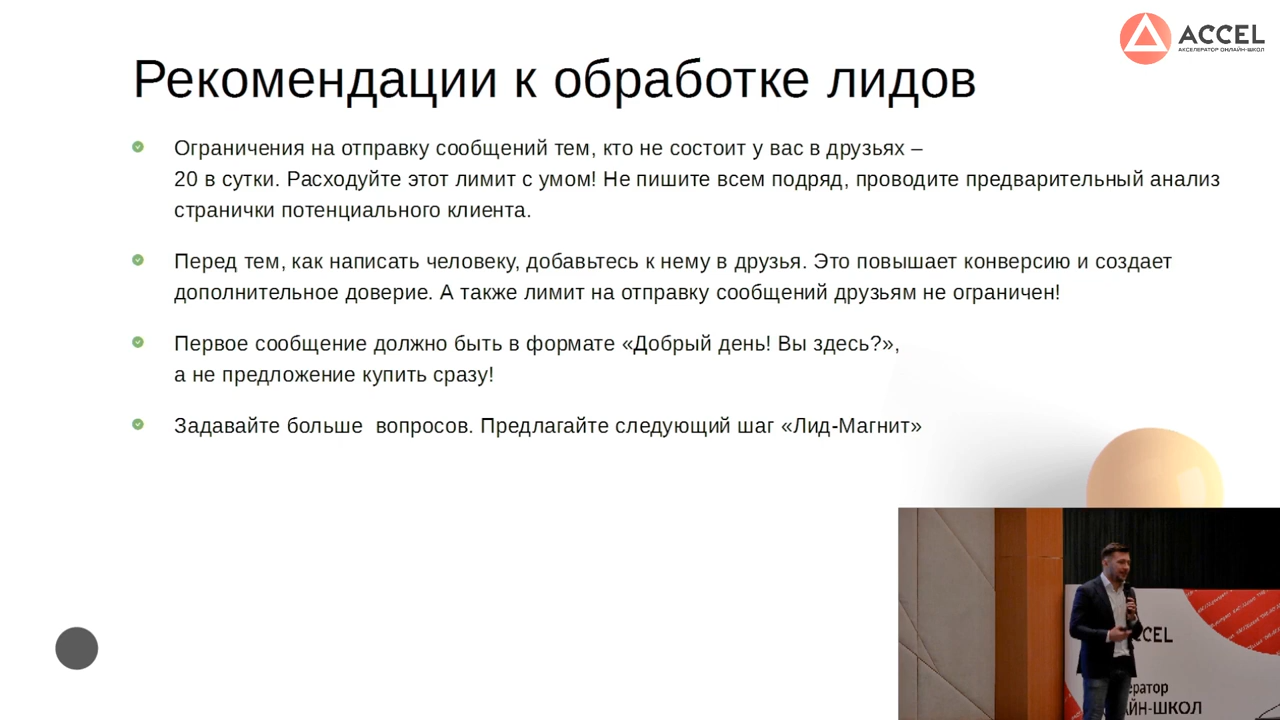 ACCEL
АКСЕЛЕРАТОР ОНЛАЙН-ШКОЛ
Рекомендации к обработке лидов
Ограничения на отправку сообщений тем, кто не состоит у вас в друзьях –
20 в сутки. Расходуйте этот лимит с умом! Не пишите всем подряд, проводите предварительный анализ
странички потенциального клиента.
Перед тем, как написать человеку, добавьтесь к нему в друзья. Это повышает конверсию и создает
дополнительное доверие. А также лимит на отправку сообщений друзьям не ограничен!
Первое сообщение должно быть в формате «Добрый день! Вы здесь?»,
а не предложение купить сразу!
Задавайте больше  вопросов. Предлагайте следующий шаг «Лид-Магнит»
CCEL
ератор
ЙН-ШКОЛ